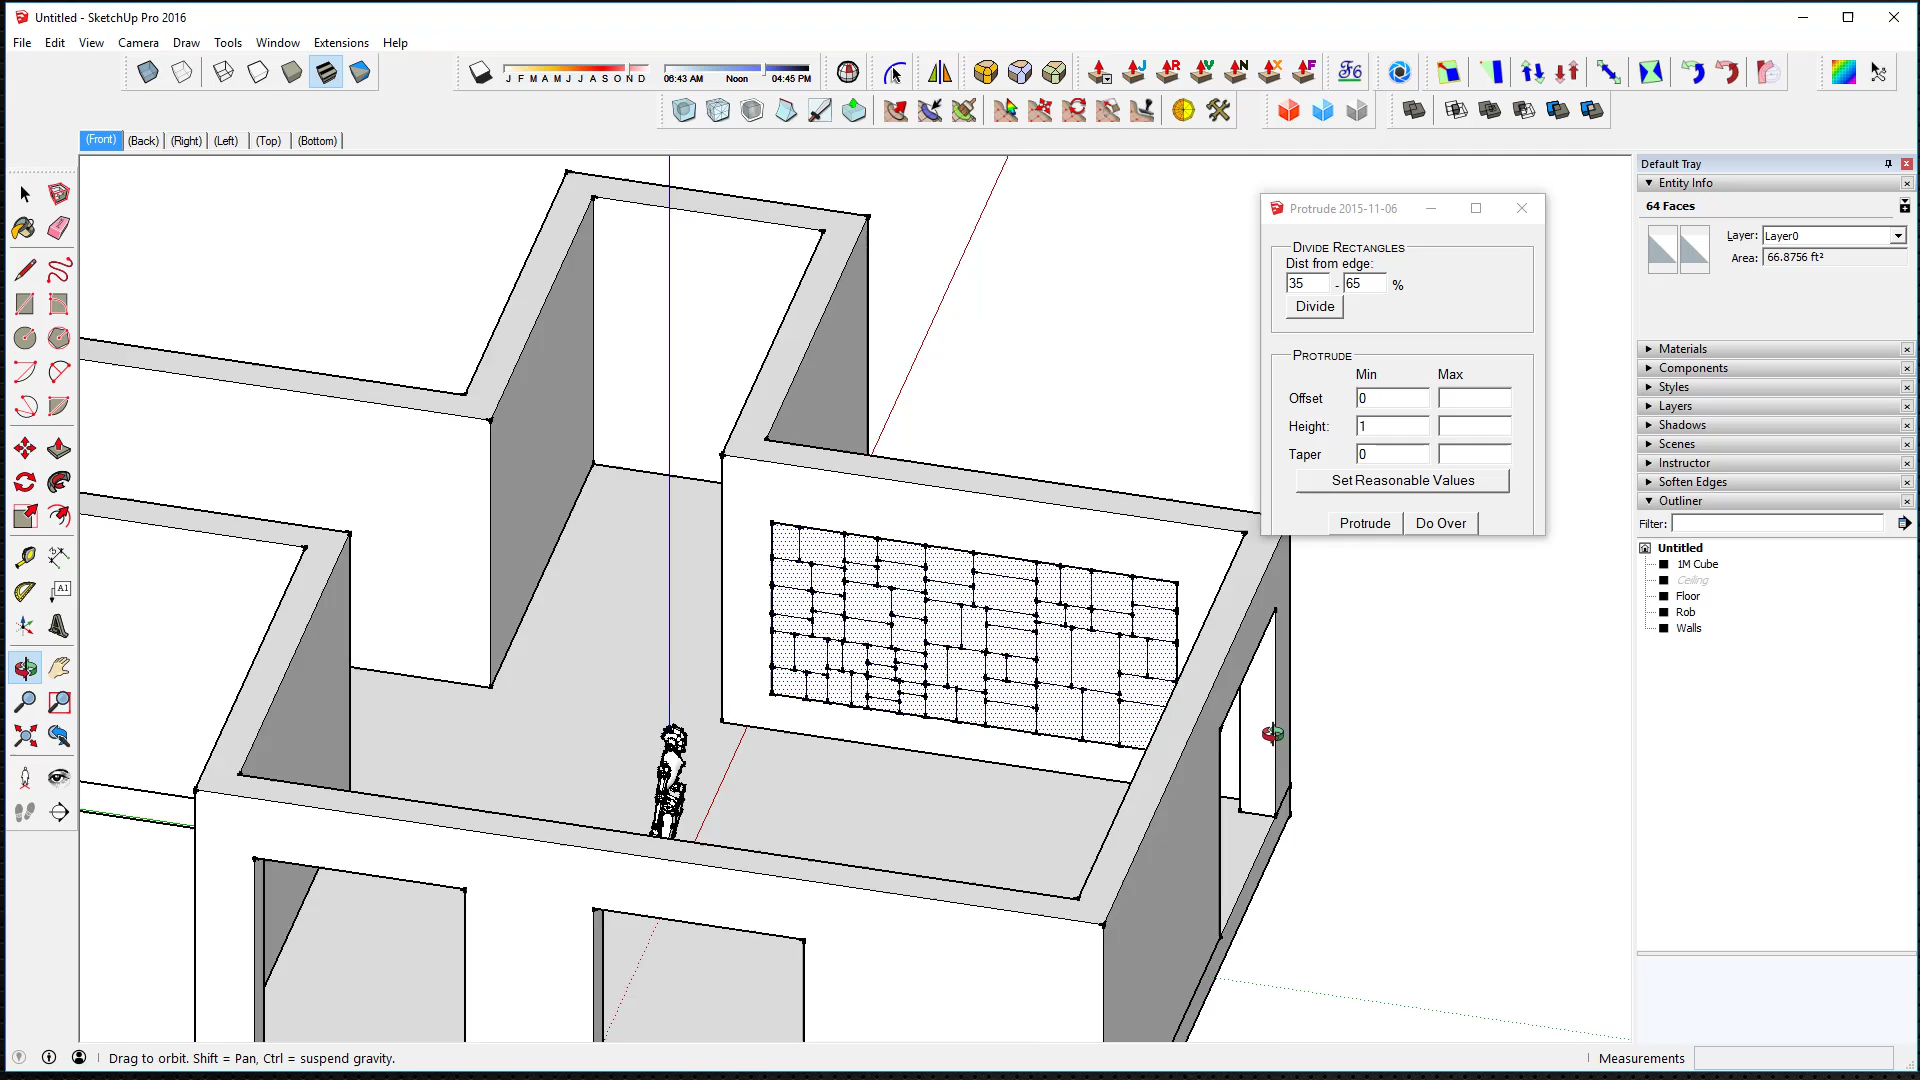 Untitled - SketchUp Pro 2016
File Edit View Camera Draw Tools Window Extensions Help
J F M A M J J A S O N D
06:43 AM Noon 04:45 PM
J R V N X F
F6
(Front) (Back) (Right) (Left) (Top) (Bottom)
A1
Protrude 2015-11-06
DIVIDE RECTANGLES
Dist from edge:
35 - 65 %
Divide
PROTRUDE
Min Max
Offset 0
Height: 1
Taper 0
Set Reasonable Values
Protrude Do Over
Default Tray
Entity Info
64 Faces
Layer: Layer0
Area: 66.8756 ft²
Materials
Components
Styles
Layers
Shadows
Scenes
Instructor
Soften Edges
Outliner
Filter:
Untitled
1M Cube
Ceiling
Floor
Rob
Walls
Drag to orbit. Shift = Pan, Ctrl = suspend gravity.
Measurements